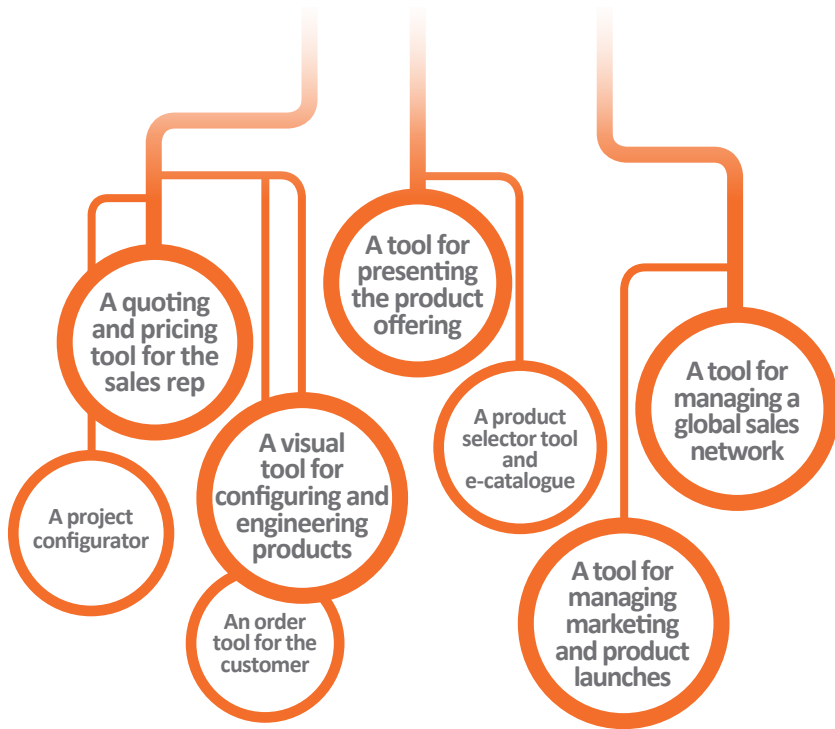 A quoting
and pricing
tool for the
sales rep
A project
configurator
A visual
tool for
configuring and
engineering
products
An order
tool for the
customer
A tool for
presenting
the product
offering
A product
selector tool
and
e-catalogue
A tool for
managing a
global sales
network
A tool for
managing
marketing
and product
launches